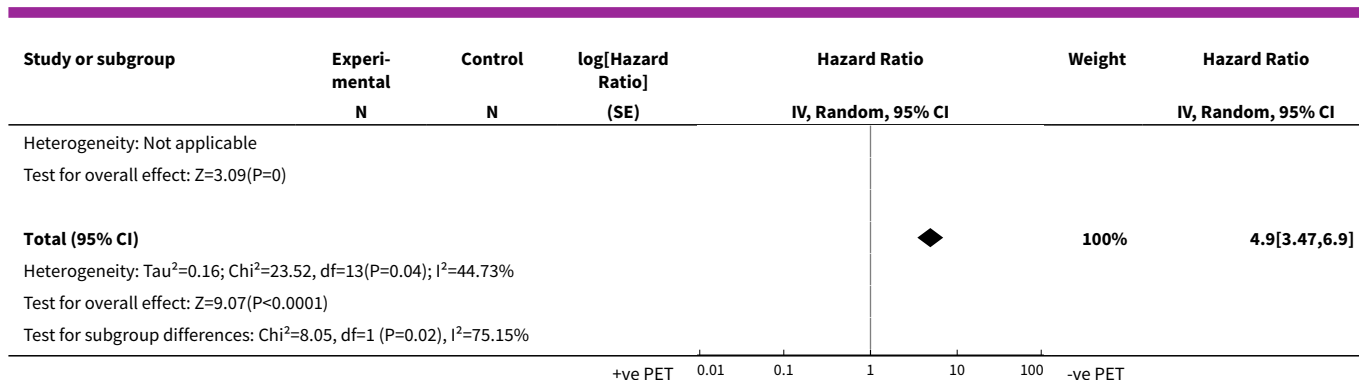 Study or subgroup Experi-mental Control log[Hazard Ratio] Hazard Ratio Weight Hazard Ratio
N N (SE) IV, Random, 95% CI IV, Random, 95% CI
Heterogeneity: Not applicable
Test for overall effect: Z=3.09(P=0)
Total (95% CI) 100% 4.9[3.47,6.9]
Heterogeneity: Tau²=0.16; Chi²=23.52, df=13(P=0.04); I²=44.73%
Test for overall effect: Z=9.07(P<0.0001)
Test for subgroup differences: Chi²=8.05, df=1 (P=0.02), I²=75.15%
+ve PET 0.01 0.1 1 10 100 -ve PET